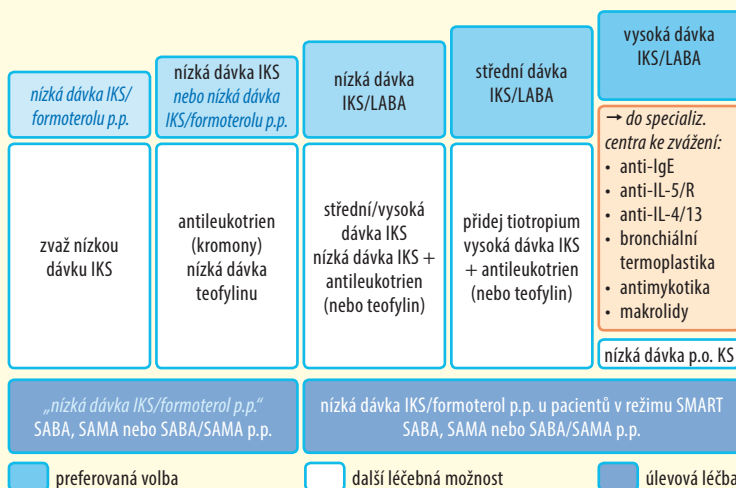 nízká dávka IKS/
formoterolu p.p.
nízká dávka IKS
nebo nízká dávka
IKS/formoterolu p.p.
nízká dávka
IKS/LABA
střední dávka
IKS/LABA
vysoká dávka
IKS/LABA
zvaž nízkou
dávku IKS
antileukotrien
(kromony)
nízká dávka
teofylinu
střední/vysoká
dávka IKS
nízká dávka IKS +
antileukotrien
(nebo teofylin)
přidej tiotropium
vysoká dávka IKS
+ antileukotrien
(nebo teofylin)
→ do specializ.
centra ke zvážení:
• anti-IgE
• anti-IL-5/R
• anti-IL-4/13
• bronchiální
termoplastika
• antimykotika
• makrolidy
nízká dávka p.o. KS
„nízká dávka IKS/formoterol p.p.“
SABA, SAMA nebo SABA/SAMA p.p.
nízká dávka IKS/formoterol p.p. u pacientů v režimu SMART
SABA, SAMA nebo SABA/SAMA p.p.
preferovaná volba
další léčebná možnost
úlevová léčba